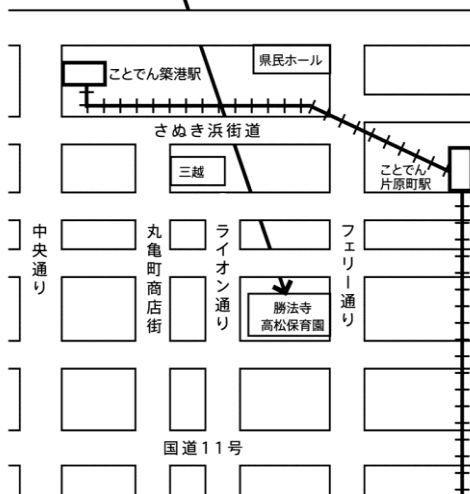 県民ホール
ことでん築港駅
さぬき浜街道
三越
ことでん
片原町駅
中央通り
丸亀町商店街
ライオン通り
フェリー通り
勝法寺
高松保育園
国道11号